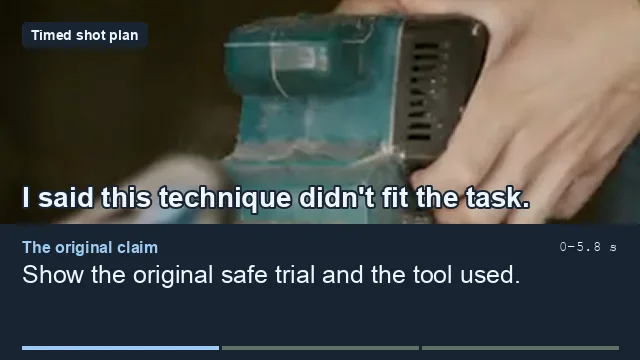 Timed shot plan
I said this technique didn't fit the task.
The original claim
0–5.8 s
Show the original safe trial and the tool used.